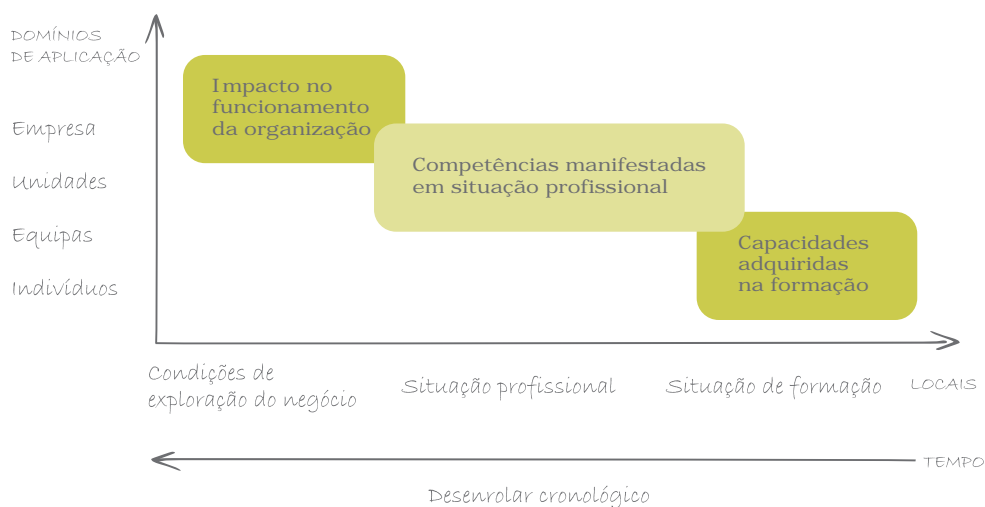 DOMÍNIOS
DE APLICAÇÃO
Impacto no
funcionamento
da organização
Empresa
Competências manifestadas
em situação profissional
Unidades
Equipas
Capacidades
adquiridas
na formação
Indivíduos
Condições de
exploração do negócio
Situação profissional
Situação de formação
LOCAIS
TEMPO
Desenrolar cronológico